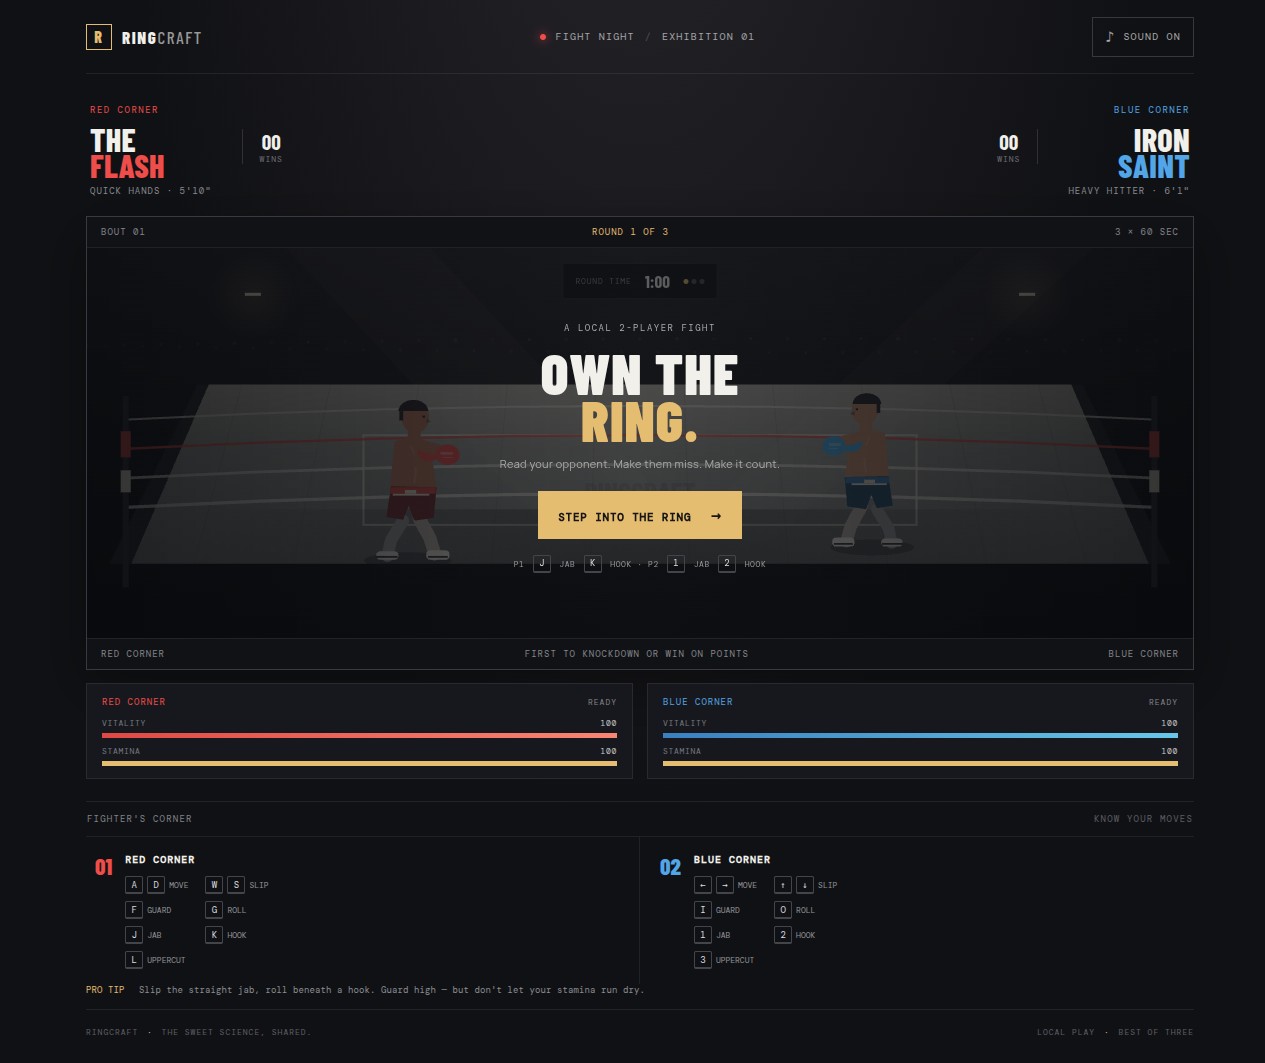 R RINGCRAFT
FIGHT NIGHT / EXHIBITION 01
♪ SOUND ON
RED CORNER
THE
FLASH
QUICK HANDS · 5'10"
00
WINS
00
WINS
BLUE CORNER
IRON
SAINT
HEAVY HITTER · 6'1"
BOUT 01
ROUND 1 OF 3
3 × 60 SEC
ROUND TIME 1:00
A LOCAL 2-PLAYER FIGHT
OWN THE
RING.
Read your opponent. Make them miss. Make it count.
RINGCRAFT
STEP INTO THE RING →
P1 J JAB K HOOK · P2 1 JAB 2 HOOK
RED CORNER
FIRST TO KNOCKDOWN OR WIN ON POINTS
BLUE CORNER
RED CORNER READY
VITALITY 100
STAMINA 100
BLUE CORNER READY
VITALITY 100
STAMINA 100
FIGHTER'S CORNER
KNOW YOUR MOVES
01 RED CORNER
A D MOVE W S SLIP
F GUARD G ROLL
J JAB K HOOK
L UPPERCUT
02 BLUE CORNER
← → MOVE ↑ ↓ SLIP
I GUARD O ROLL
1 JAB 2 HOOK
3 UPPERCUT
PRO TIP Slip the straight jab, roll beneath a hook. Guard high — but don't let your stamina run dry.
RINGCRAFT · THE SWEET SCIENCE, SHARED.
LOCAL PLAY · BEST OF THREE